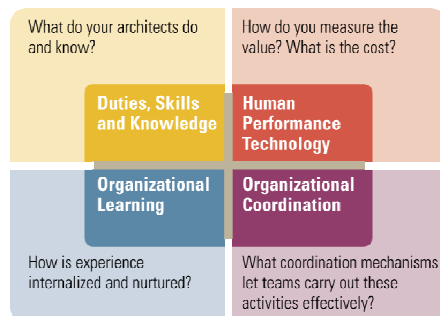 What do your architects do
and know?
How do you measure the
value? What is the cost?
Duties, Skills
and Knowledge
Human
Performance
Technology
Organizational
Learning
Organizational
Coordination
How is experience
internalized and nurtured?
What coordination mechanisms
let teams carry out these
activities effectively?